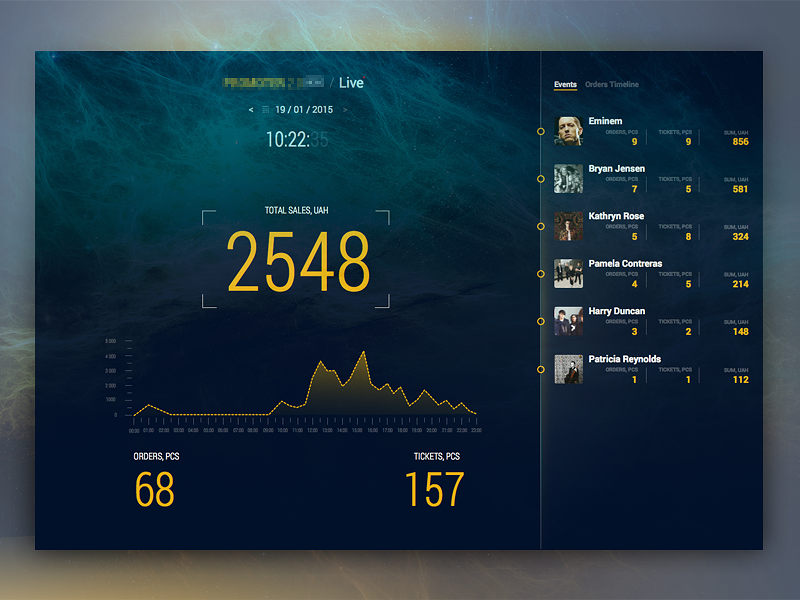 / Live
< 19 / 01 / 2015 >
10:22:35
TOTAL SALES, UAH
2548
5 000
4 000
3 000
2 000
1000
0
00:00 01:00 02:00 03:00 04:00 05:00 06:00 07:00 08:00 09:00 10:00 11:00 12:00 13:00 14:00 15:00 16:00 17:00 18:00 19:00 20:00 21:00 22:00 23:00
ORDERS, PCS TICKETS, PCS
68 157
Events Orders Timeline
Eminem
ORDERS, PCS TICKETS, PCS SUM, UAH
9 9 856
Bryan Jensen
ORDERS, PCS TICKETS, PCS SUM, UAH
7 5 581
Kathryn Rose
ORDERS, PCS TICKETS, PCS SUM, UAH
5 8 324
Pamela Contreras
ORDERS, PCS TICKETS, PCS SUM, UAH
4 5 214
Harry Duncan
ORDERS, PCS TICKETS, PCS SUM, UAH
3 2 148
Patricia Reynolds
ORDERS, PCS TICKETS, PCS SUM, UAH
1 1 112